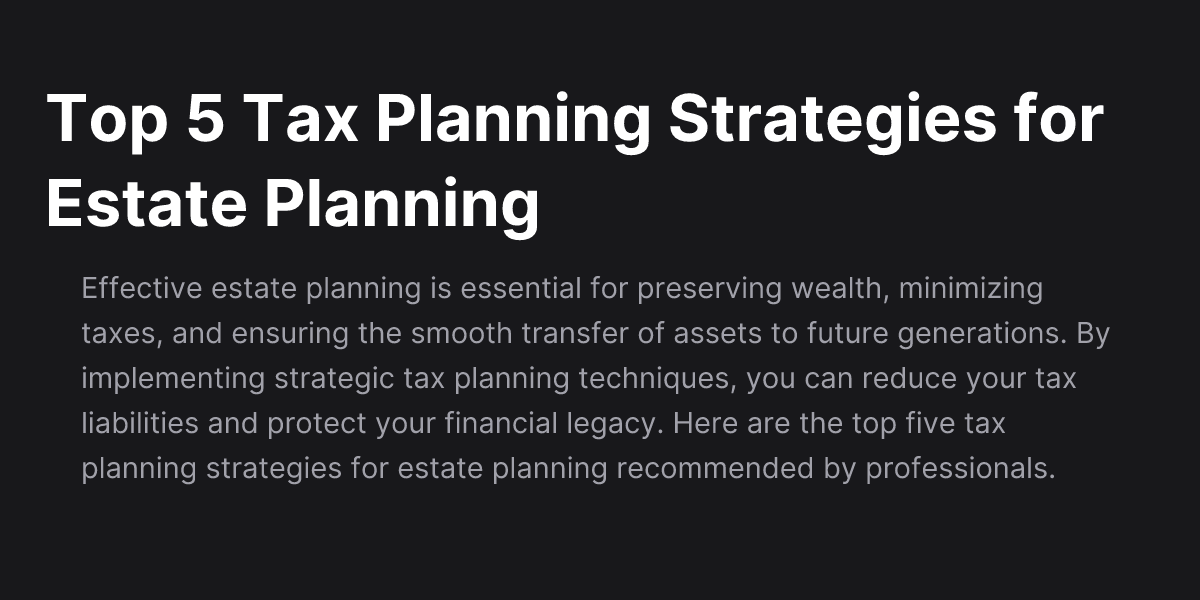 Top 5 Tax Planning Strategies for
Estate Planning
Effective estate planning is essential for preserving wealth, minimizing
taxes, and ensuring the smooth transfer of assets to future generations. By
implementing strategic tax planning techniques, you can reduce your tax
liabilities and protect your financial legacy. Here are the top five tax
planning strategies for estate planning recommended by professionals.